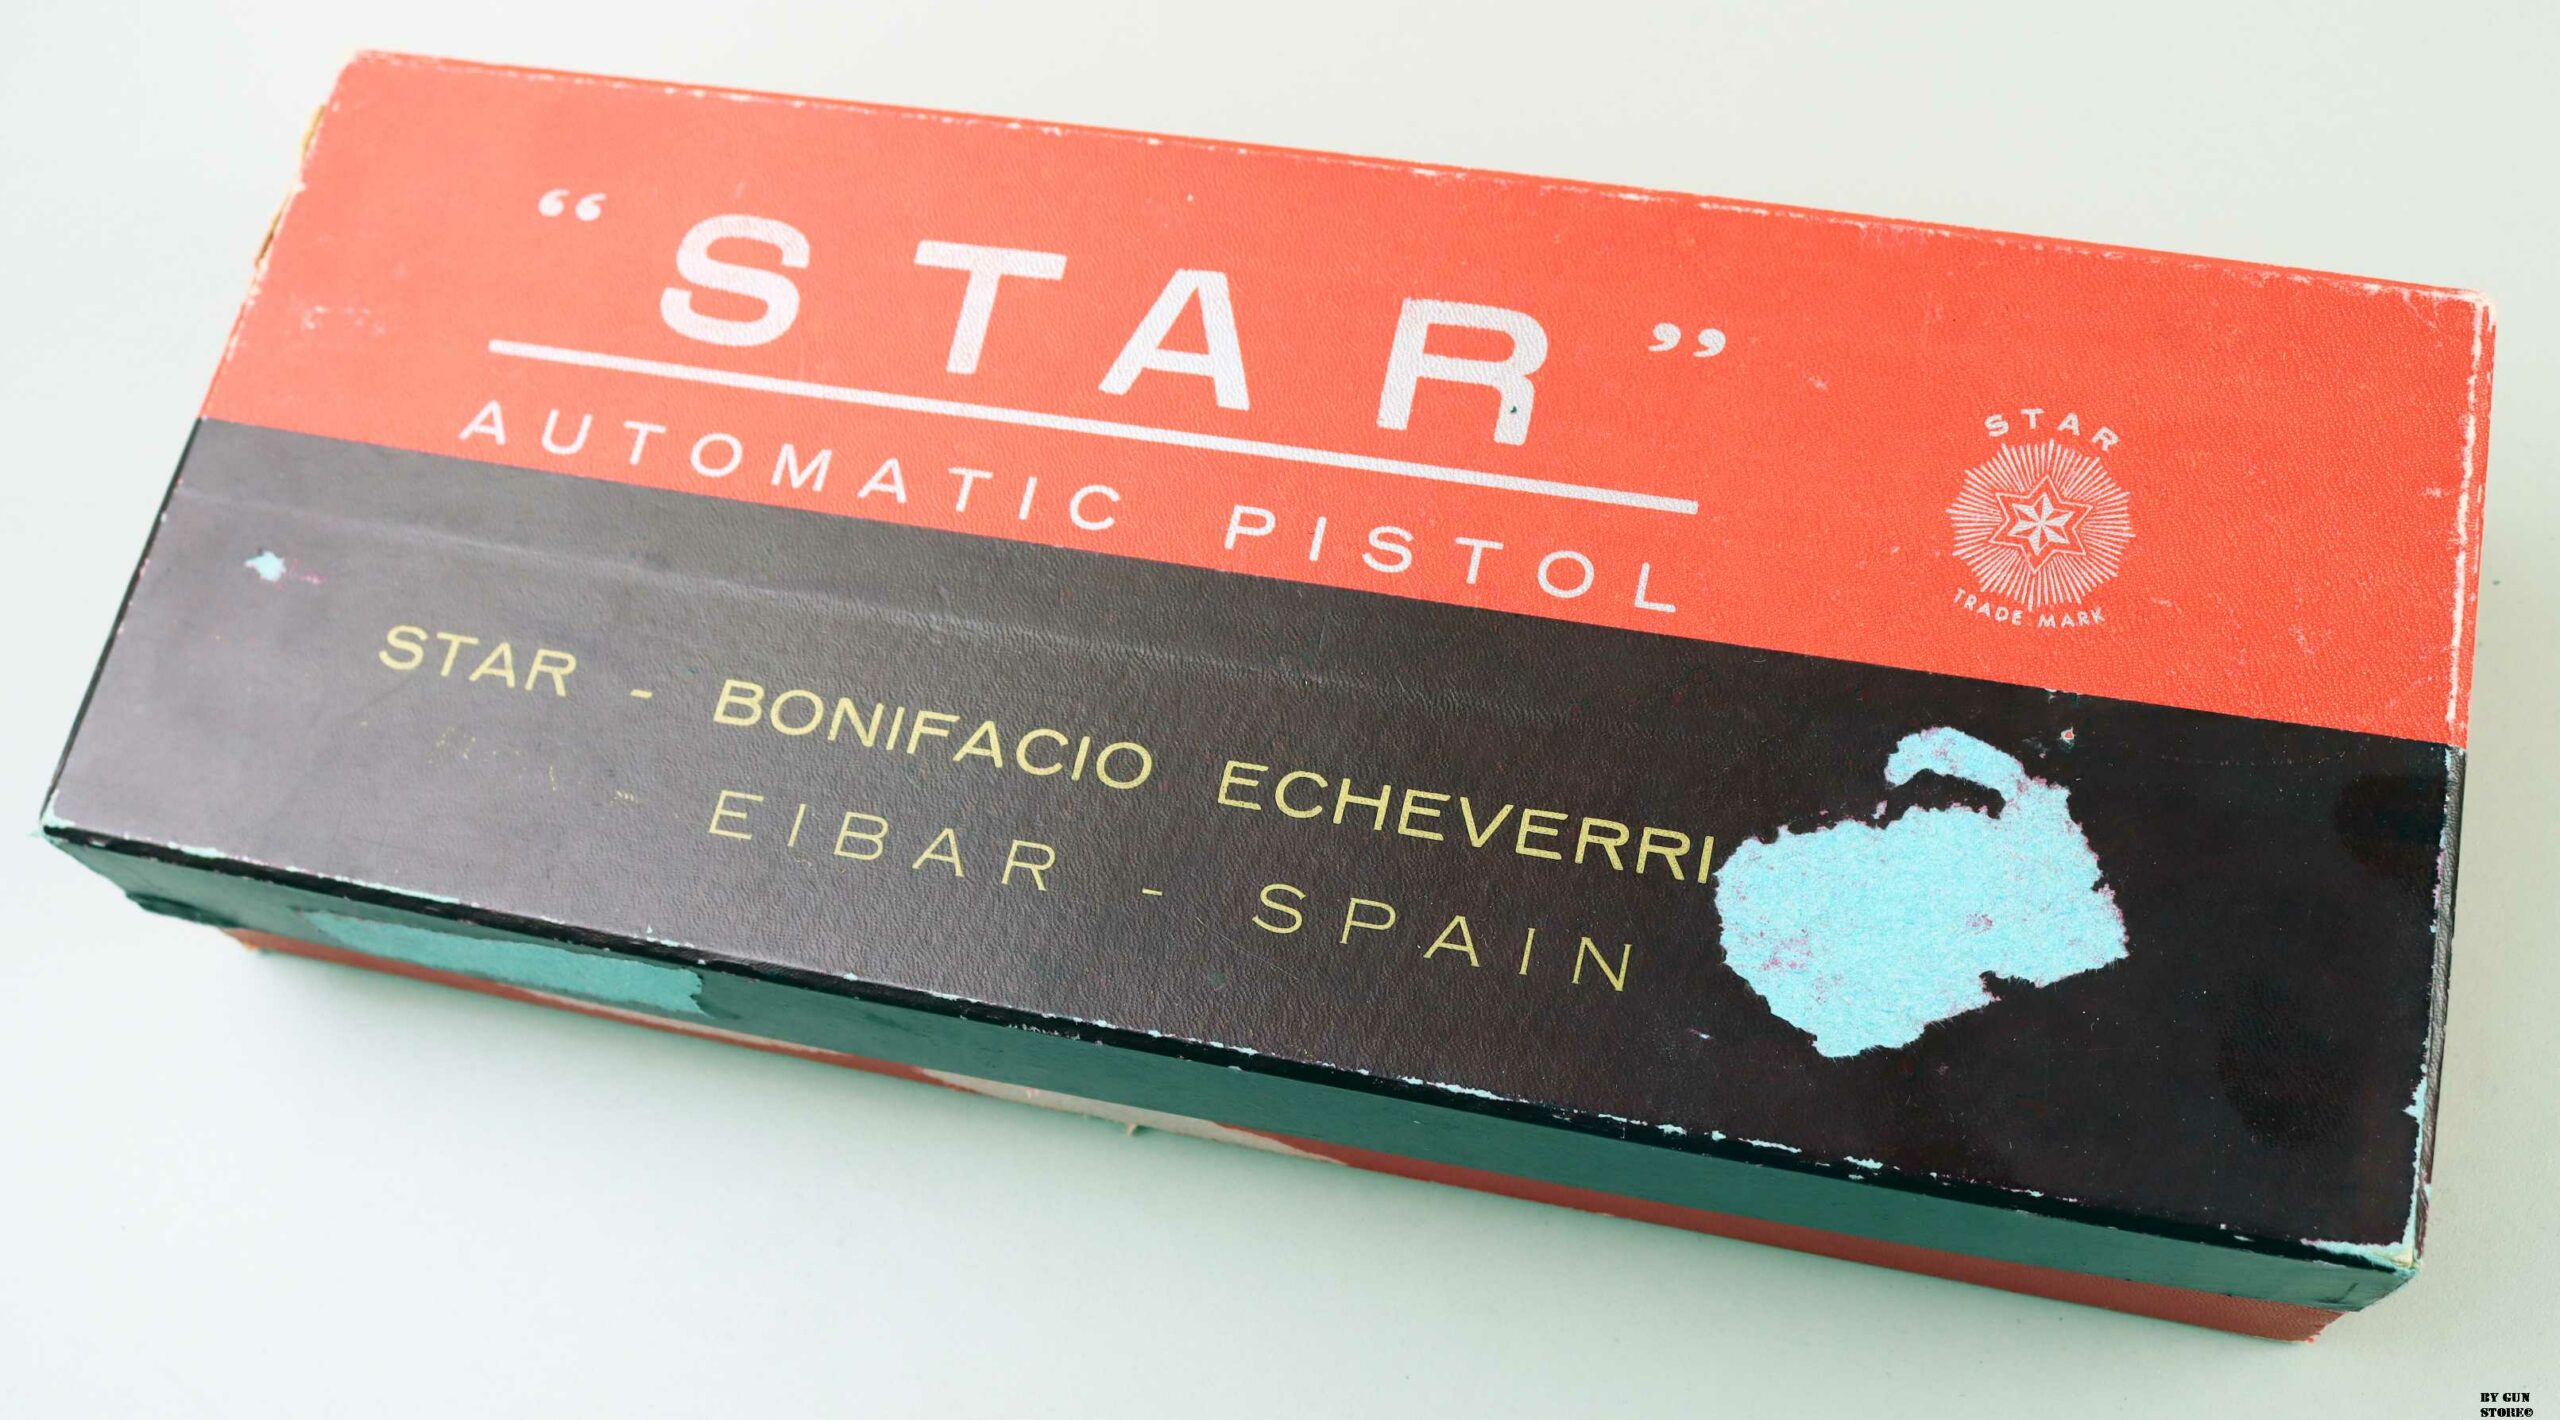 “STAR”
AUTOMATIC PISTOL
STAR
TRADE MARK
STAR - BONIFACIO ECHEVERRI
- EIBAR - SPAIN
BY GUN
STORE©